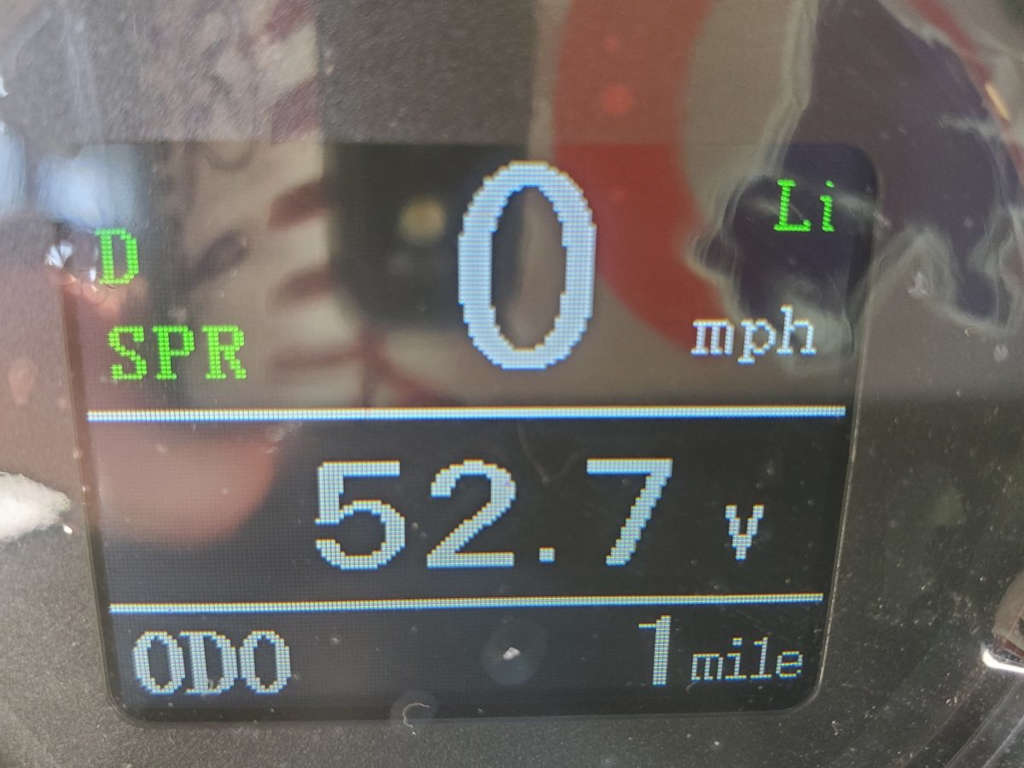 Li
D
0
SPR
mph
52.7 V
ODO 1 mile